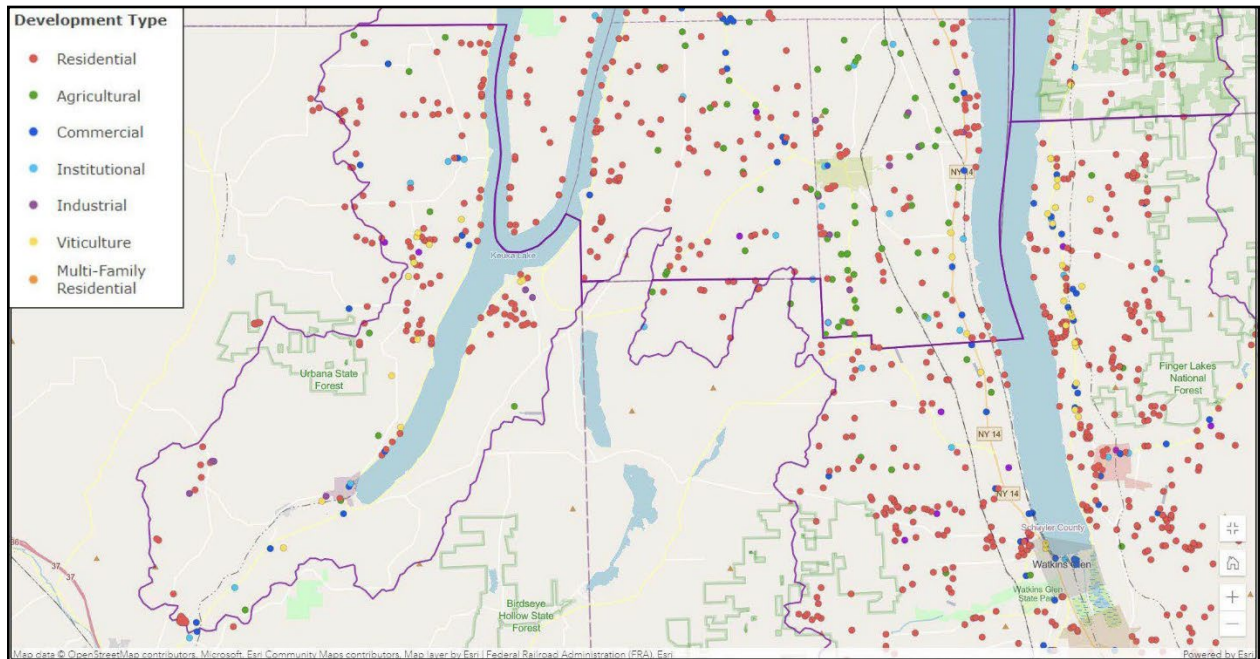 Development Type
Residential
Agricultural
Commercial
Institutional
Industrial
Viticulture
Multi-Family
Residential
NY 14
Keuka Lake
Urbana State
Forest
Finger Lakes
National
Forest
NY 14
NY 14
Schuyler County
Watkins Glen
Watkins Glen
State Park
37
37
Birdseye
Hollow State
Forest
Map data © OpenStreetMap contributors, Microsoft, Esri Community Maps contributors, Map layer by Esri | Federal Railroad Administration (FRA), Esri
Powered by Esri